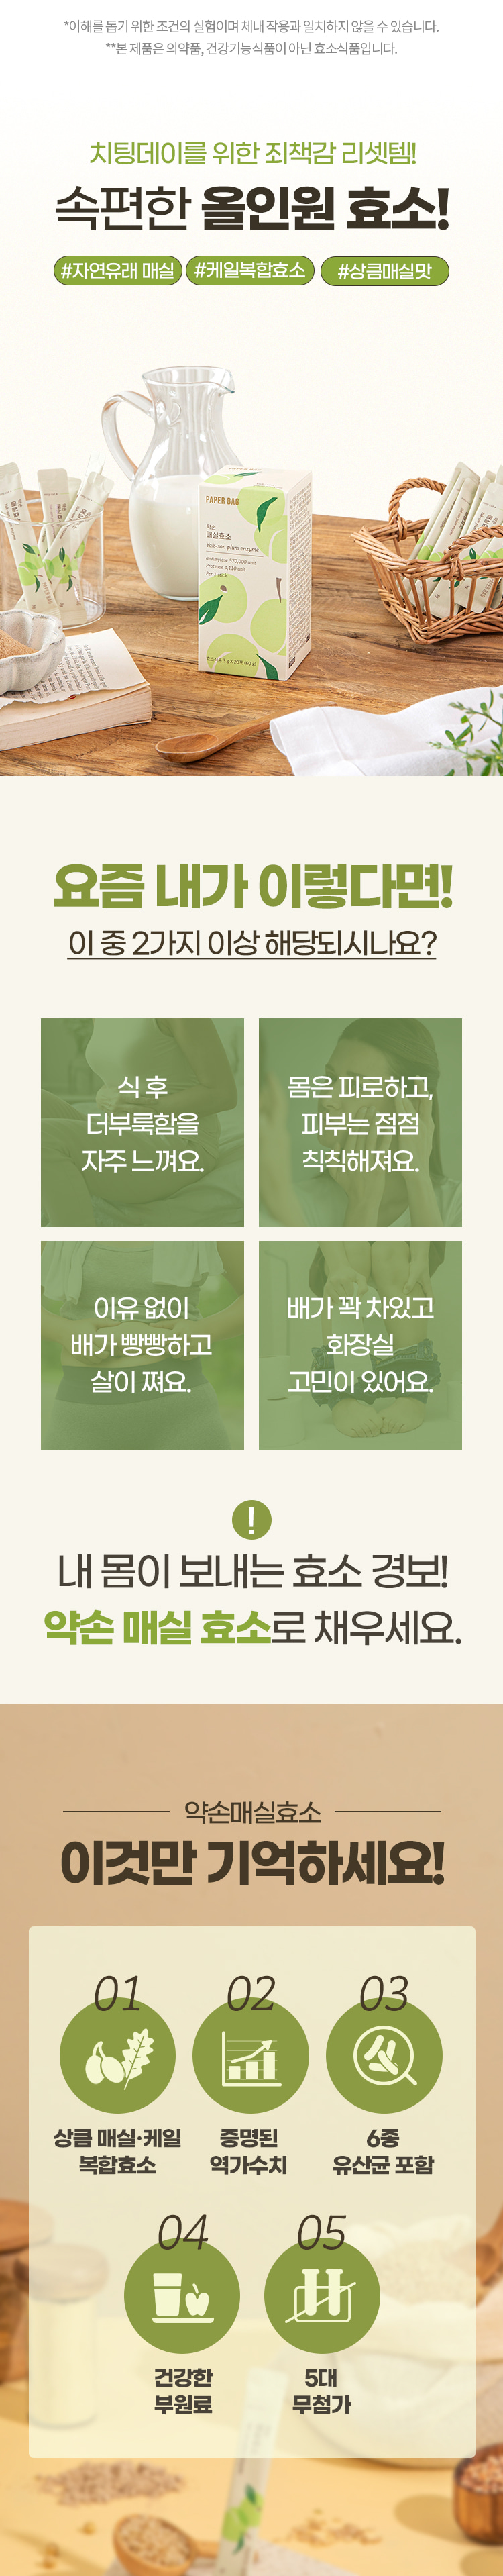 *이해를 돕기 위한 조건의 실험이며 체내 작용과 일치하지 않을 수 있습니다.
**본 제품은 의약품, 건강기능식품이 아닌 효소식품입니다.
치팅데이를 위한 죄책감 리셋템!
속편한 올인원 효소!
#자연유래 매실 #케일복합효소 #상큼매실맛
PAPER BAG
약손
매실효소
Yak-son plum enzyme
α-Amylase 570,000 unit
Protease 4,110 unit
Per 1 stick
요즘 내가 이렇다면!
이 중 2가지 이상 해당되시나요?
식 후
더부룩함을
자주 느껴요.
몸은 피로하고,
피부는 점점
칙칙해져요.
이유 없이
배가 빵빵하고
살이 쪄요.
배가 꽉 차있고
화장실
고민이 있어요.
!
내 몸이 보내는 효소 경보!
약손 매실 효소로 채우세요.
약손매실효소
이것만 기억하세요!
01
상큼 매실·케일
복합효소
02
증명된
역가수치
03
6종
유산균 포함
04
건강한
부원료
05
5대
무첨가